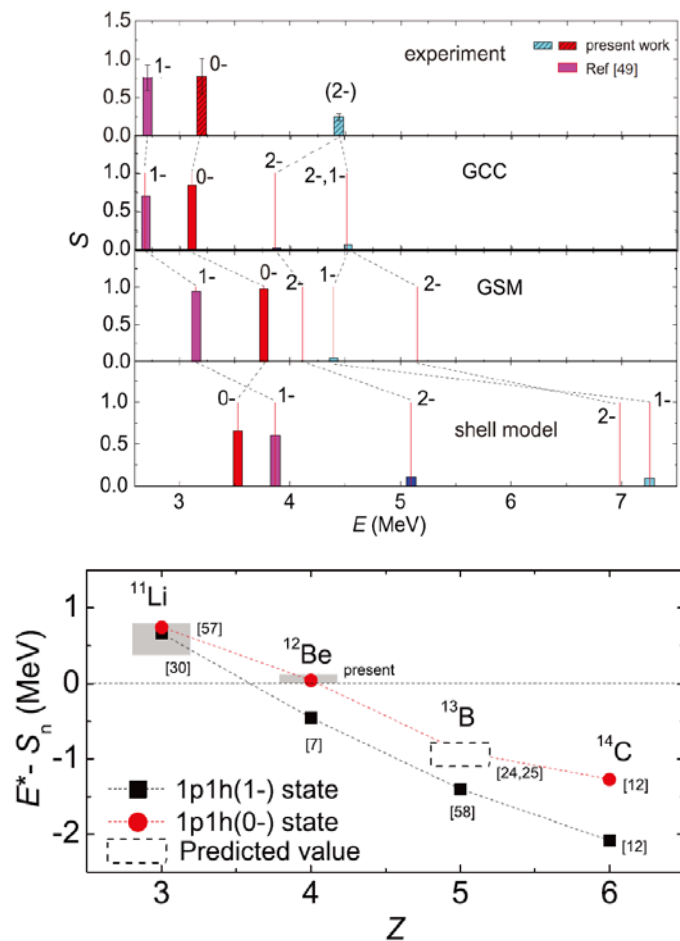 1.5
1.0
0.5
0.0
experiment
present work
Ref [49]
1-
0-
(2-)
1.0
0.5
0.0
GCC
1-
0-
2-
2-,1-
S
1.0
0.5
0.0
GSM
1-
0-
2-
1-
2-
1.0
0.5
0.0
shell model
0-
1-
2-
2-
1-
3 4 5 6 7
E (MeV)
1
0
-1
-2
E*- Sn (MeV)
11Li
[57]
[30]
12Be
present
[7]
13B
[24,25]
[58]
14C
[12]
[12]
1p1h(1-) state
1p1h(0-) state
Predicted value
3 4 5 6
Z